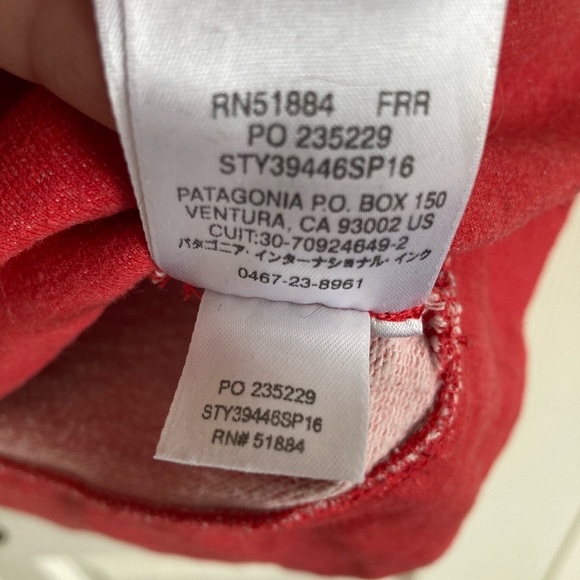 RN51884 FRR
PO 235229
STY39446SP16
PATAGONIA P.O. BOX 150
VENTURA, CA 93002 US
CUIT:30-70924649-2
パタゴニア・インターナショナル・インク
0467-23-8961
PO 235229
STY39446SP16
RN# 51884